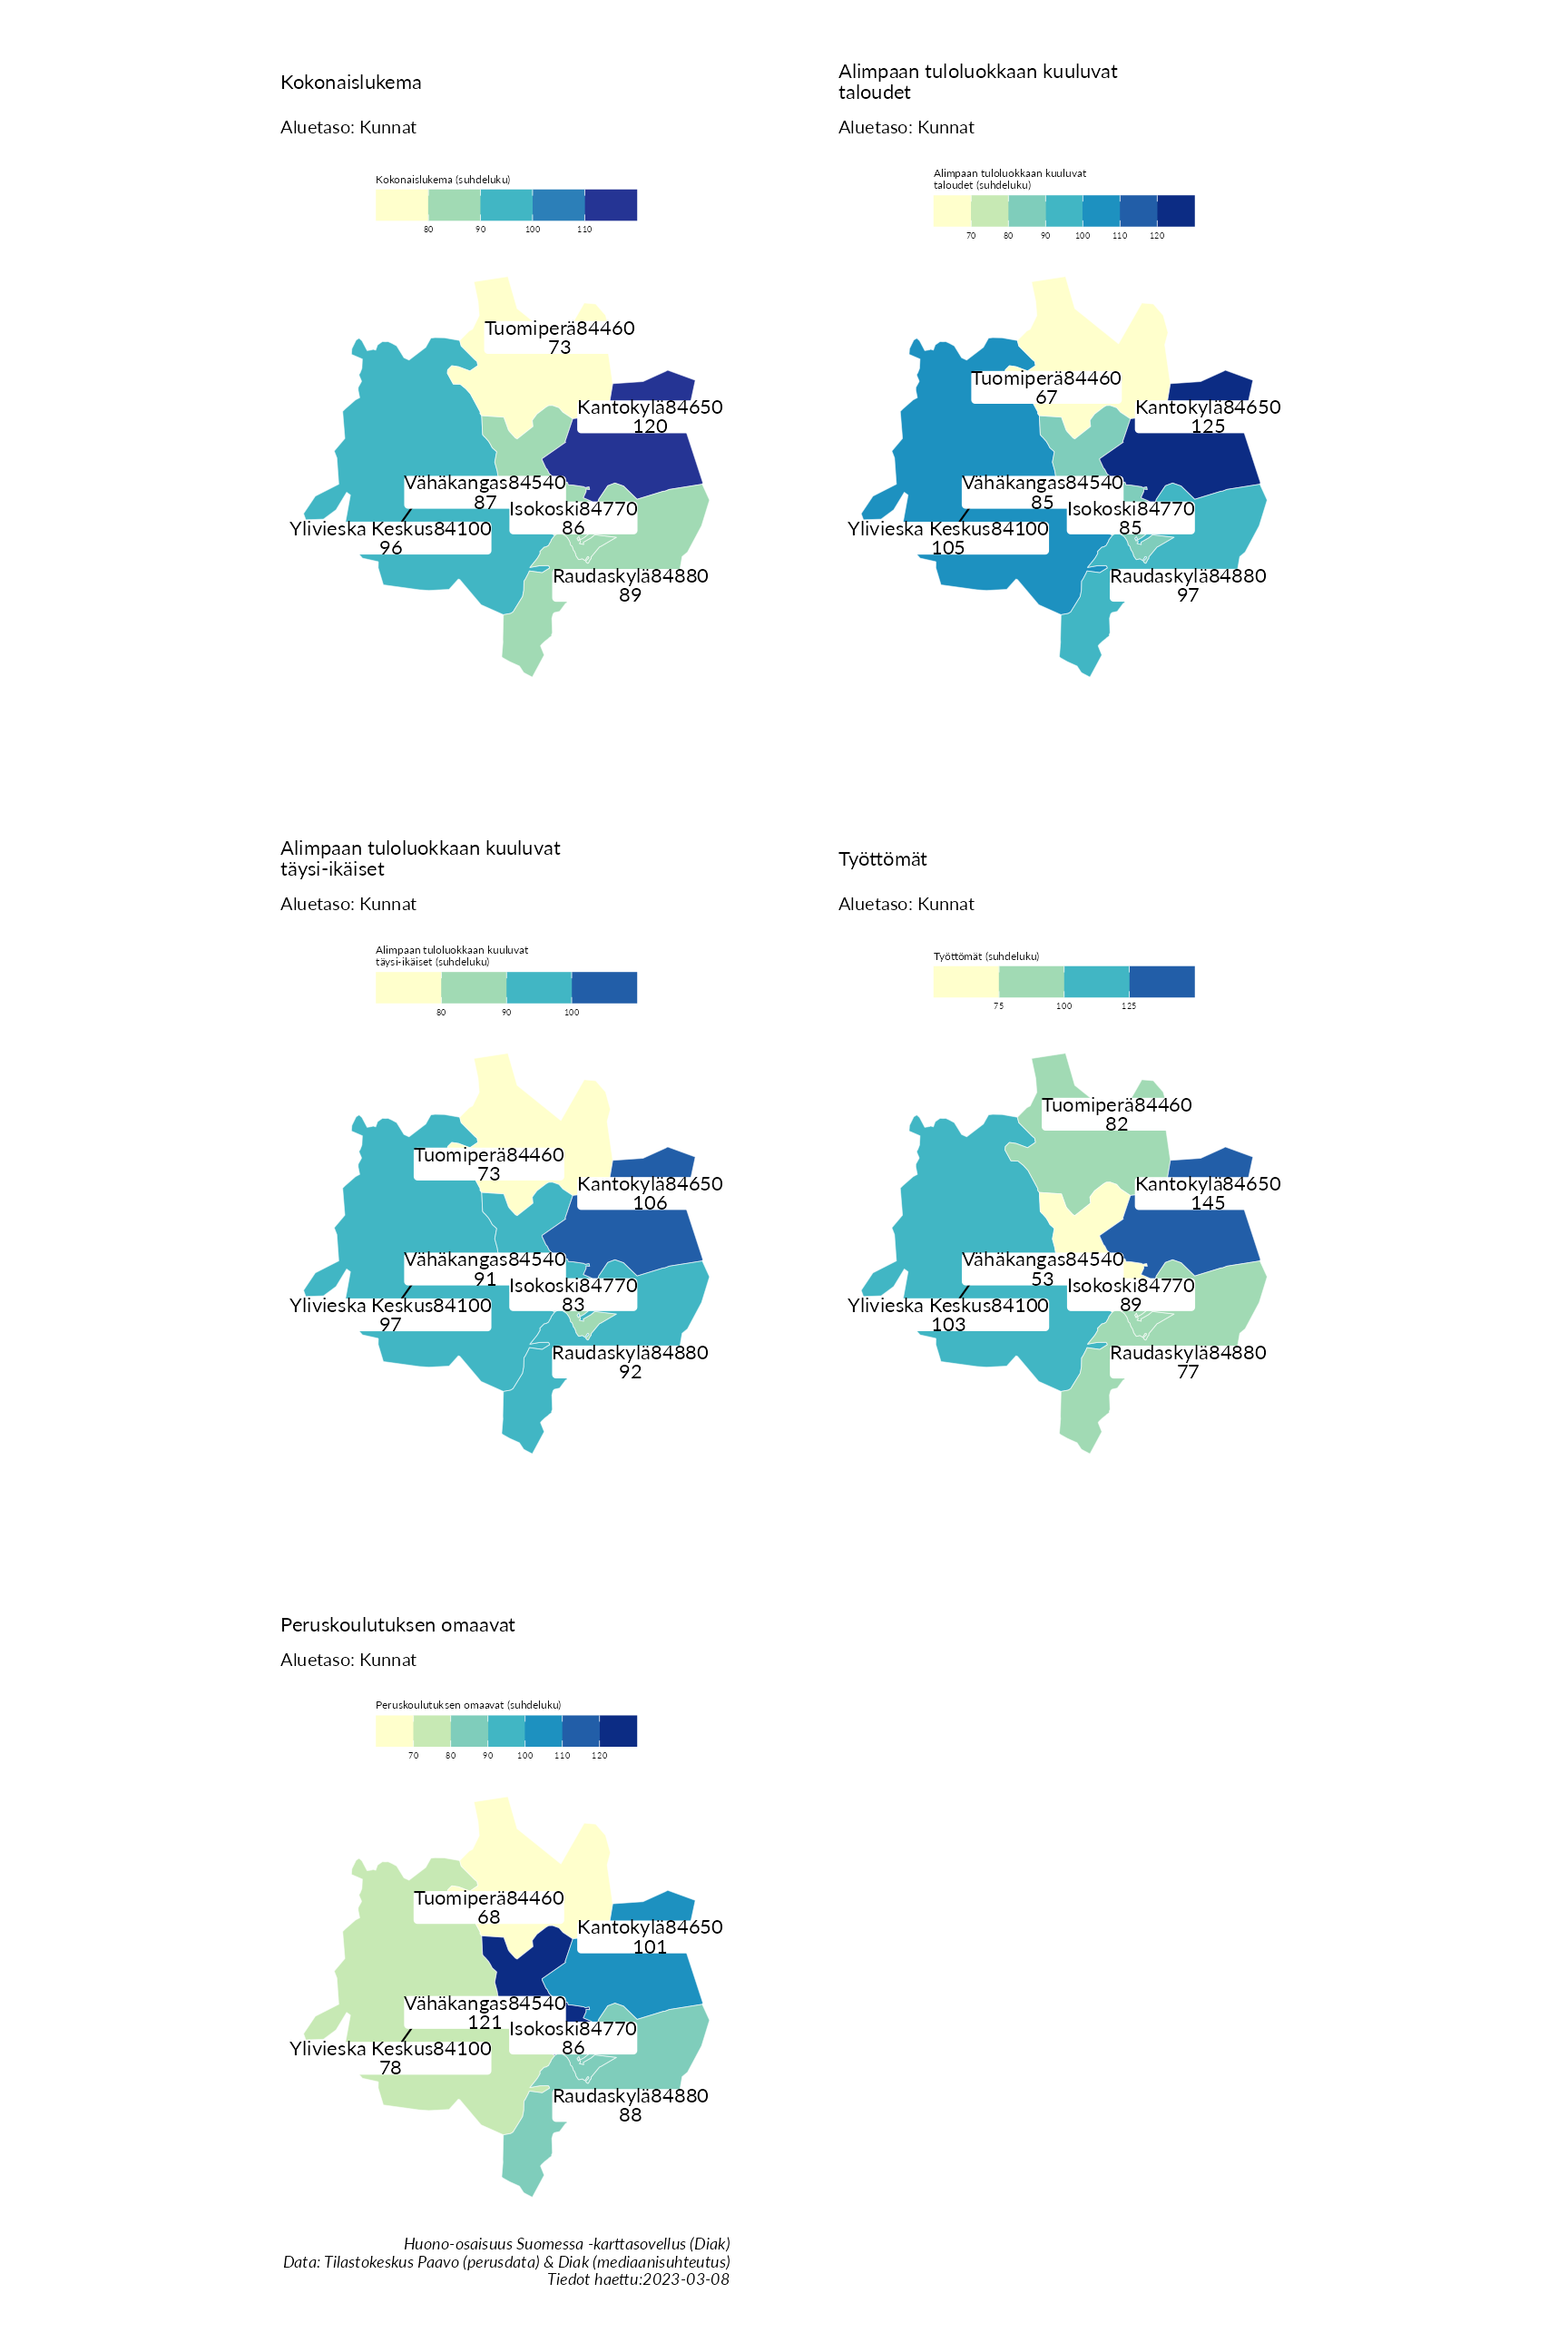 Kokonaislukema
Aluetaso: Kunnat
Kokonaislukema (suhdeluku)
80 90 100 110
Tuomiperä84460
73
Kantokylä84650
120
Vähäkangas84540
87
Isokoski84770
86
Ylivieska Keskus84100
96
Raudaskylä84880
89
Alimpaan tuloluokkaan kuuluvat
taloudet
Aluetaso: Kunnat
Alimpaan tuloluokkaan kuuluvat
taloudet (suhdeluku)
70 80 90 100 110 120
Tuomiperä84460
67
Kantokylä84650
125
Vähäkangas84540
85
Isokoski84770
85
Ylivieska Keskus84100
105
Raudaskylä84880
97
Alimpaan tuloluokkaan kuuluvat
täysi-ikäiset
Aluetaso: Kunnat
Alimpaan tuloluokkaan kuuluvat
täysi-ikäiset (suhdeluku)
80 90 100
Tuomiperä84460
73
Kantokylä84650
106
Vähäkangas84540
91
Isokoski84770
83
Ylivieska Keskus84100
97
Raudaskylä84880
92
Työttömät
Aluetaso: Kunnat
Työttömät (suhdeluku)
75 100 125
Tuomiperä84460
82
Kantokylä84650
145
Vähäkangas84540
53
Isokoski84770
89
Ylivieska Keskus84100
103
Raudaskylä84880
77
Peruskoulutuksen omaavat
Aluetaso: Kunnat
Peruskoulutuksen omaavat (suhdeluku)
70 80 90 100 110 120
Tuomiperä84460
68
Kantokylä84650
101
Vähäkangas84540
121
Isokoski84770
86
Ylivieska Keskus84100
78
Raudaskylä84880
88
Huono-osaisuus Suomessa -karttasovellus (Diak)
Data: Tilastokeskus Paavo (perusdata) & Diak (mediaanisuhteutus)
Tiedot haettu:2023-03-08